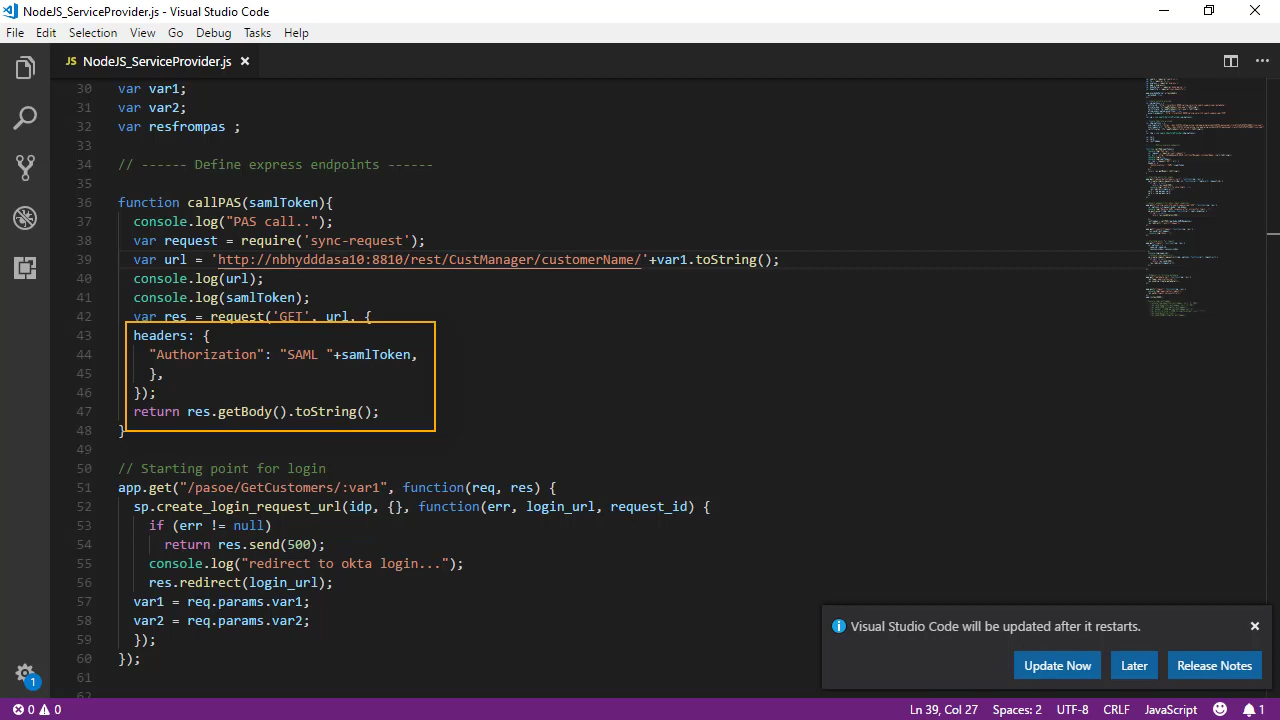 NodeJS_ServiceProvider.js - Visual Studio Code
File Edit Selection View Go Debug Tasks Help
JS NodeJS_ServiceProvider.js
30 var var1;
31 var var2;
32 var resfrompas ;
33
34 // ------ Define express endpoints ------
35
36 function callPAS(samlToken){
37 console.log("PAS call..");
38 var request = require('sync-request');
39 var url = 'http://nbhydddasa10:8810/rest/CustManager/customerName/'+var1.toString();
40 console.log(url);
41 console.log(samlToken);
42 var res = request('GET', url, {
43 headers: {
44 "Authorization": "SAML "+samlToken,
45 },
46 });
47 return res.getBody().toString();
48 }
49
50 // Starting point for login
51 app.get("/pasoe/GetCustomers/:var1", function(req, res) {
52 sp.create_login_request_url(idp, {}, function(err, login_url, request_id) {
53 if (err != null)
54 return res.send(500);
55 console.log("redirect to okta login...");
56 res.redirect(login_url);
57 var1 = req.params.var1;
58 var2 = req.params.var2;
59 });
60 });
61
62
Visual Studio Code will be updated after it restarts.
Update Now Later Release Notes
1
0 0 Ln 39, Col 27 Spaces: 2 UTF-8 CRLF JavaScript 1